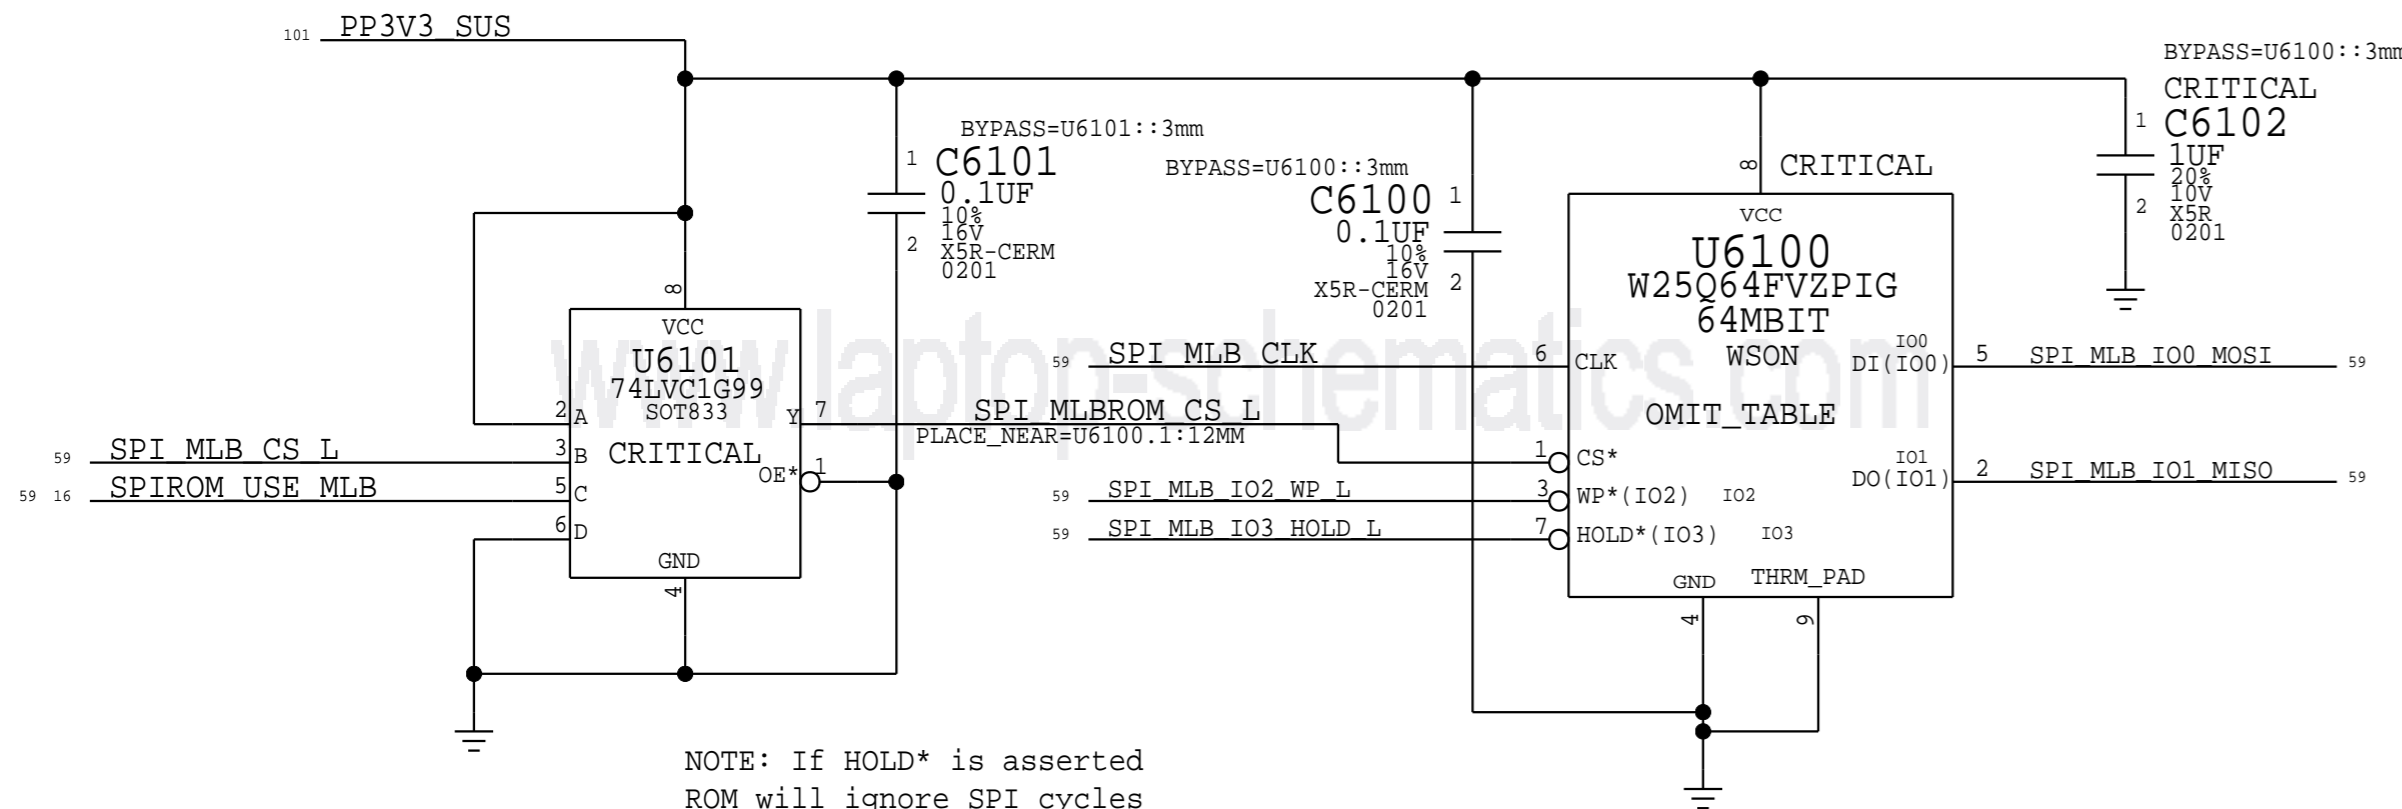 101 PP3V3_SUS
BYPASS=U6100::3mm
CRITICAL
1 C6102
1UF
20%
10V
2 X5R
0201
BYPASS=U6101::3mm
1 C6101
0.1UF
10%
16V
2 X5R-CERM
0201
BYPASS=U6100::3mm
C6100 1
0.1UF
10%
16V
X5R-CERM 2
0201
8 CRITICAL
VCC
U6100
W25Q64FVZPIG
64MBIT
WSON
OMIT_TABLE
8
VCC
U6101
74LVC1G99
SOT833
CRITICAL
2 A
Y 7
59 SPI_MLB_CS_L 3 B
59 16 SPIROM_USE_MLB 5 C
OE* 1
6 D
GND
4
SPI_MLBROM_CS_L
PLACE_NEAR=U6100.1:12MM
59 SPI_MLB_CLK 6 CLK
1 CS*
59 SPI_MLB_IO2_WP_L 3 WP*(IO2) IO2
59 SPI_MLB_IO3_HOLD_L 7 HOLD*(IO3) IO3
IO0
DI(IO0) 5 SPI_MLB_IO0_MOSI 59
IO1
DO(IO1) 2 SPI_MLB_IO1_MISO 59
GND THRM_PAD
4 9
NOTE: If HOLD* is asserted
ROM will ignore SPI cycles
www.laptop-schematics.com